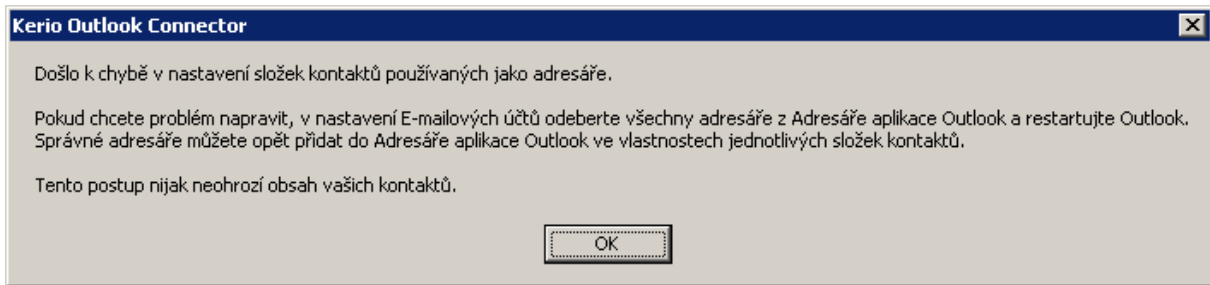 Kerio Outlook Connector
Došlo k chybě v nastavení složek kontaktů používaných jako adresáře.
Pokud chcete problém napravit, v nastavení E-mailových účtů odeberte všechny adresáře z Adresáře aplikace Outlook a restartujte Outlook.
Správné adresáře můžete opět přidat do Adresáře aplikace Outlook ve vlastnostech jednotlivých složek kontaktů.
Tento postup nijak neohrozí obsah vašich kontaktů.
OK